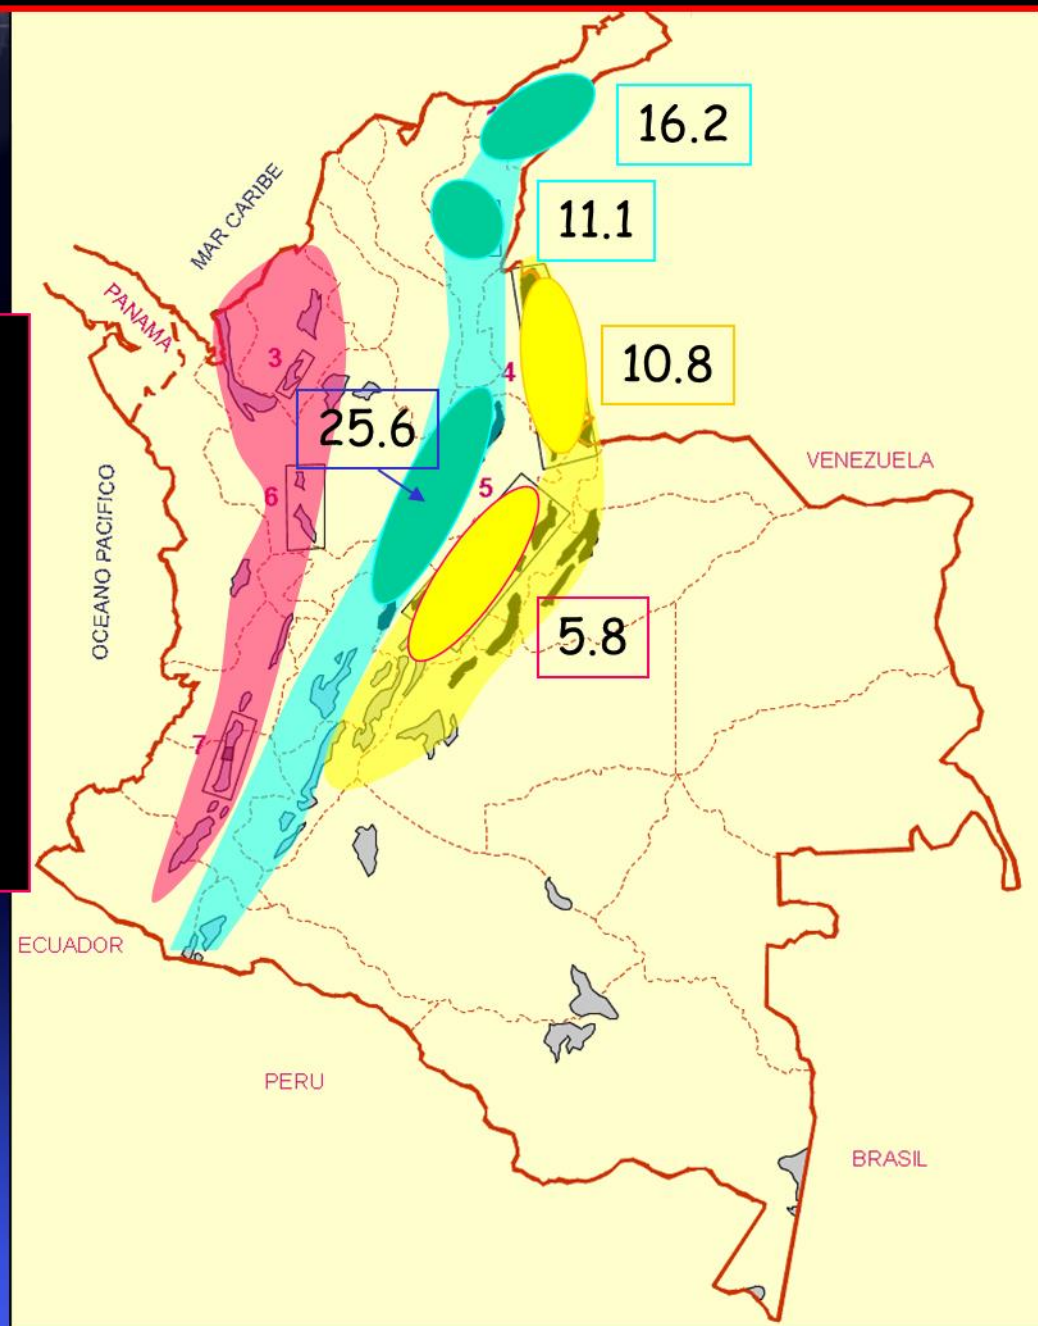 16.2
MAR CARIBE
11.1
PANAMA
3
4
10.8
25.6
VENEZUELA
5
6
OCEANO PACIFICO
5.8
7
ECUADOR
PERU
BRASIL